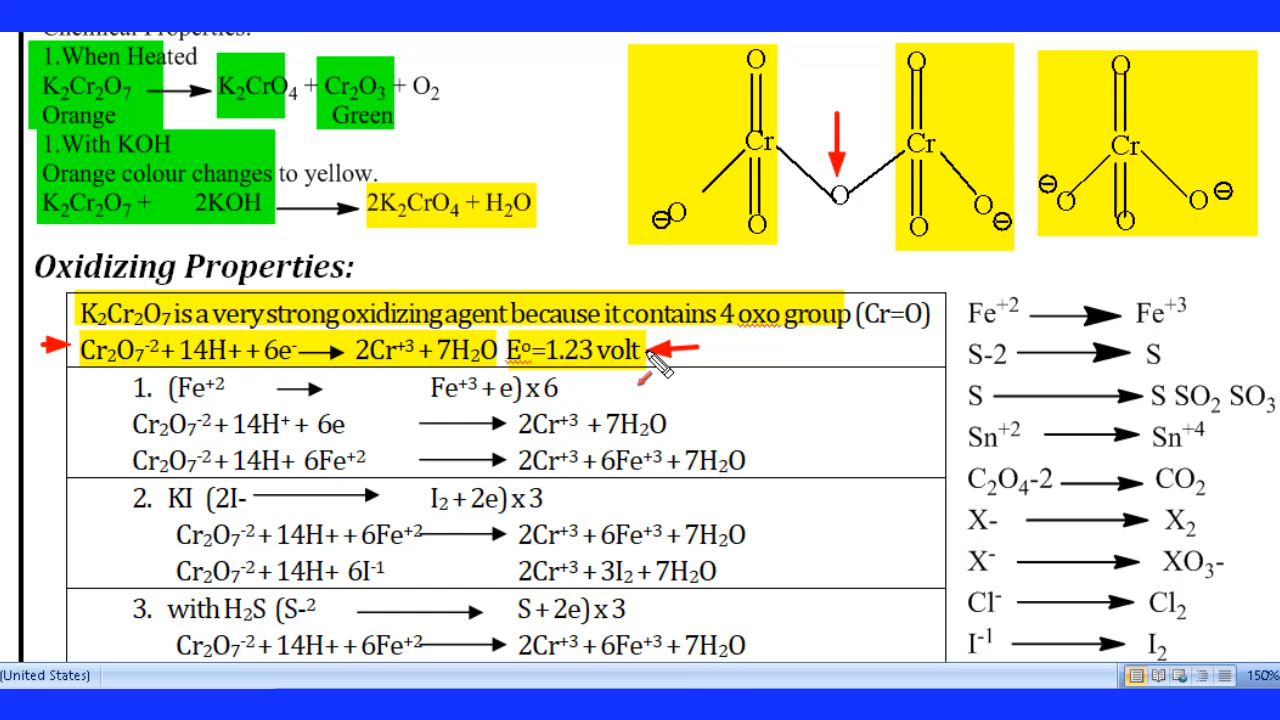 Chemical Properties:
1.When Heated
K₂Cr₂O₇ ⟶ K₂CrO₄ + Cr₂O₃ + O₂
Orange Green
1.With KOH
Orange colour changes to yellow.
K₂Cr₂O₇ + 2KOH ⟶ 2K₂CrO₄ + H₂O
O O O
Cr Cr Cr
O
⊖O O⊖ ⊖O O⊖
O O O
Oxidizing Properties:
K₂Cr₂O₇ is a very strong oxidizing agent because it contains 4 oxo group (Cr=O)
Cr₂O₇⁻² + 14H+ + 6e⁻ ⟶ 2Cr⁺³ + 7H₂O Eº=1.23 volt
1. (Fe⁺² ⟶ Fe⁺³ + e) x 6
Cr₂O₇⁻² + 14H⁺ + 6e ⟶ 2Cr⁺³ + 7H₂O
Cr₂O₇⁻² + 14H+ 6Fe⁺² ⟶ 2Cr⁺³ + 6Fe⁺³ + 7H₂O
2. KI (2I- ⟶ I₂ + 2e) x 3
Cr₂O₇⁻² + 14H+ + 6Fe⁺² ⟶ 2Cr⁺³ + 6Fe⁺³ + 7H₂O
Cr₂O₇⁻² + 14H+ 6I⁻¹ 2Cr⁺³ + 3I₂ + 7H₂O
3. with H₂S (S-² ⟶ S + 2e) x 3
Cr₂O₇⁻² + 14H+ + 6Fe⁺² ⟶ 2Cr⁺³ + 6Fe⁺³ + 7H₂O
Fe⁺² ⟶ Fe⁺³
S-2 ⟶ S
S ⟶ S SO₂ SO₃
Sn⁺² ⟶ Sn⁺⁴
C₂O₄-2 ⟶ CO₂
X- ⟶ X₂
X⁻ ⟶ XO₃-
Cl⁻ ⟶ Cl₂
I⁻¹ ⟶ I₂
(United States) 150%